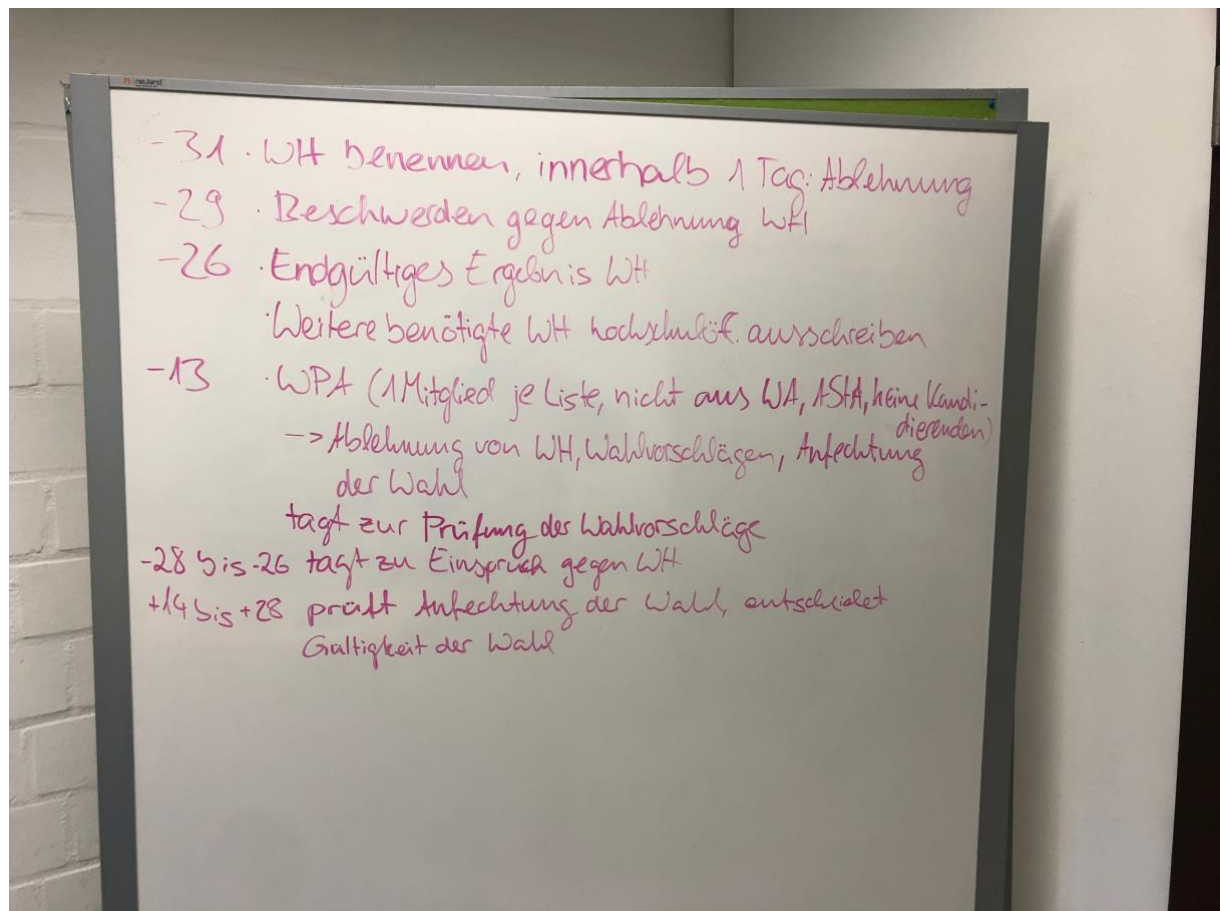 neuland
-31 · WH benennen, innerhalb 1 Tag: Ablehnung
-29 · Beschwerden gegen Ablehnung WH
-26 · Endgültiges Ergebnis WH
· Weitere benötigte WH hochschulöff. ausschreiben
-13 · WPA (1 Mitglied je Liste, nicht aus WA, AStA, keine Kandi-
dierenden)
-> Ablehnung von WH, Wahlvorschlägen, Anfechtung
der Wahl
tagt zur Prüfung der Wahlvorschläge
-28 bis -26 tagt zu Einspruch gegen WH
+14 bis +28 prüft Anfechtung der Wahl, entscheidet
Gültigkeit der Wahl